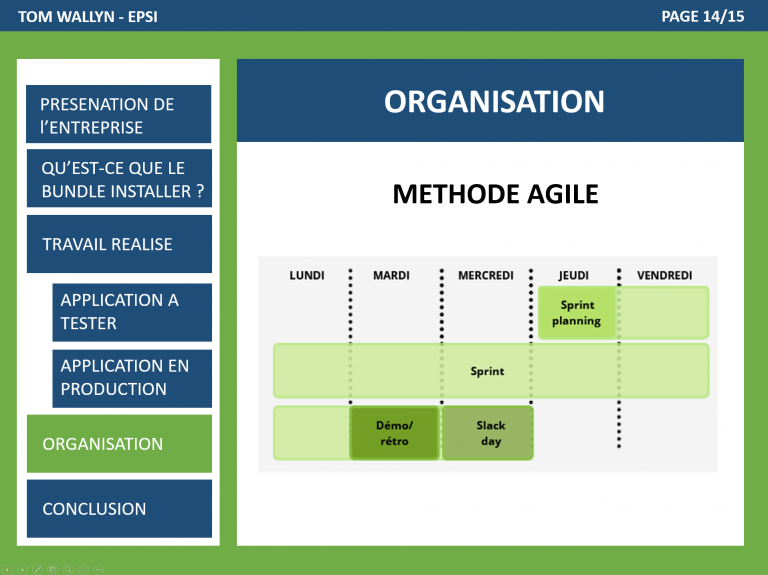 TOM WALLYN - EPSI
PAGE 14/15
PRESENATION DE
l’ENTREPRISE
QU’EST-CE QUE LE
BUNDLE INSTALLER ?
TRAVAIL REALISE
APPLICATION A
TESTER
APPLICATION EN
PRODUCTION
ORGANISATION
CONCLUSION
ORGANISATION
METHODE AGILE
LUNDI
MARDI
MERCREDI
JEUDI
VENDREDI
Sprint
planning
Sprint
Démo/
rétro
Slack
day